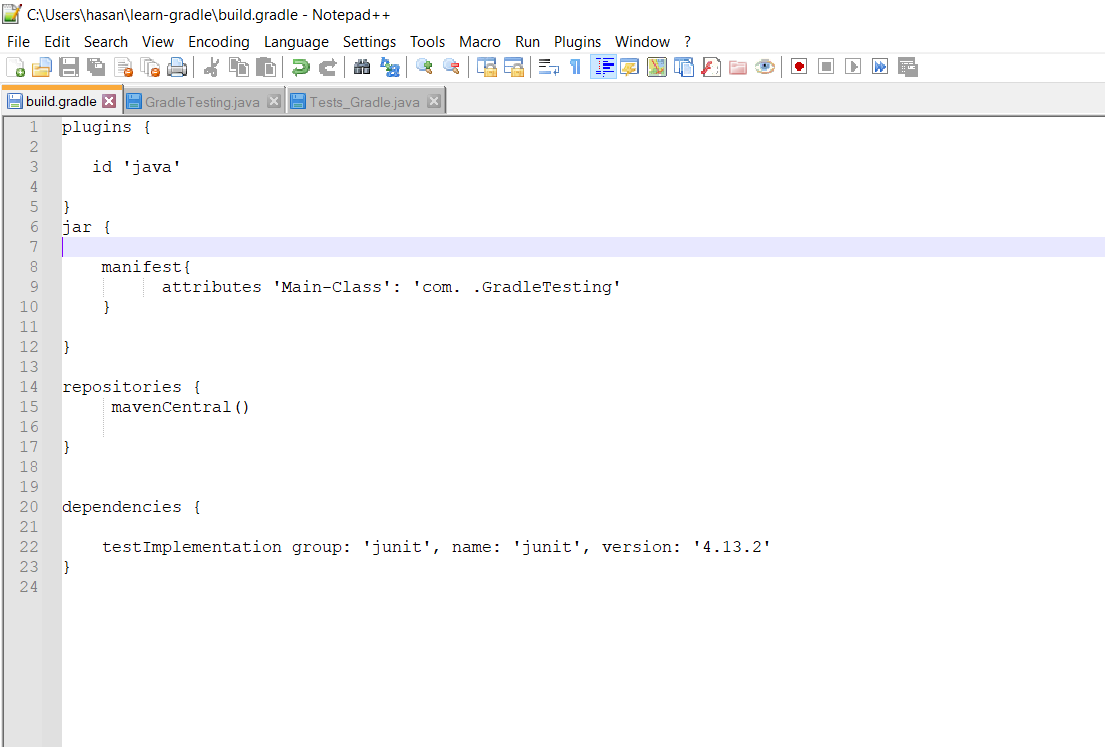 C:\Users\hasan\learn-gradle\build.gradle - Notepad++
File Edit Search View Encoding Language Settings Tools Macro Run Plugins Window ?
build.gradle GradleTesting.java Tests_Gradle.java
1 plugins {
2
3 id 'java'
4
5 }
6 jar {
7
8 manifest{
9 attributes 'Main-Class': 'com. .GradleTesting'
10 }
11
12 }
13
14 repositories {
15 mavenCentral()
16
17 }
18
19
20 dependencies {
21
22 testImplementation group: 'junit', name: 'junit', version: '4.13.2'
23 }
24